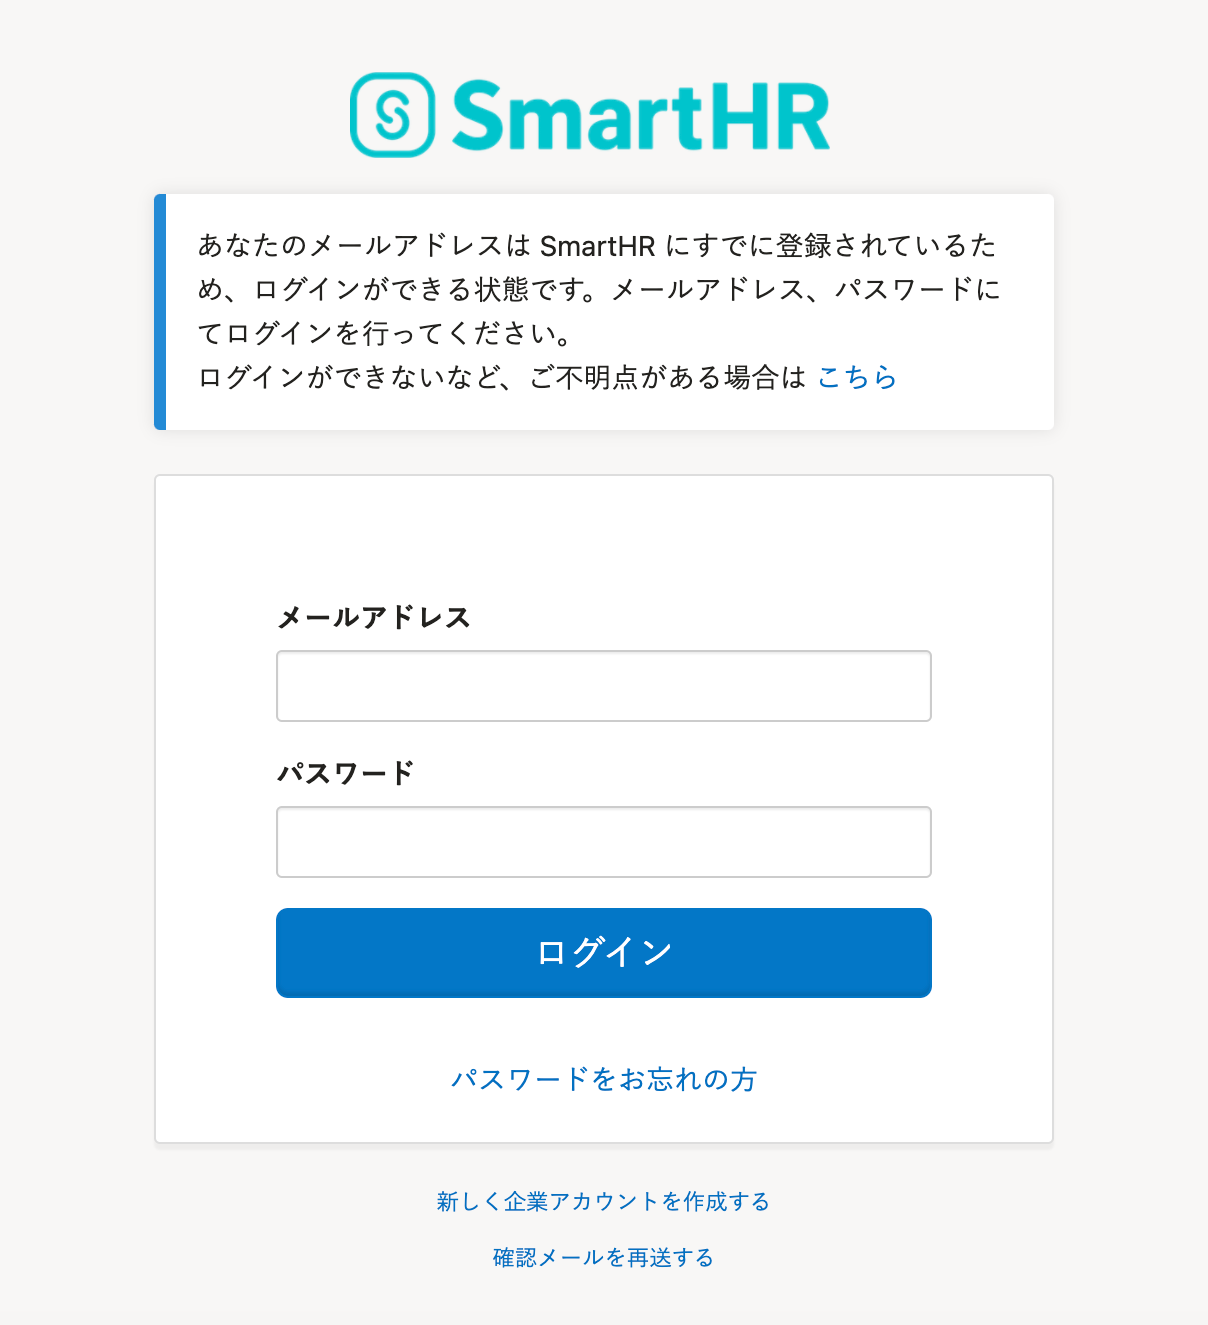 SmartHR
あなたのメールアドレスは SmartHR にすでに登録されているた
め、ログインができる状態です。メールアドレス、パスワードに
てログインを行ってください。
ログインができないなど、ご不明点がある場合は こちら
メールアドレス
パスワード
ログイン
パスワードをお忘れの方
新しく企業アカウントを作成する
確認メールを再送する